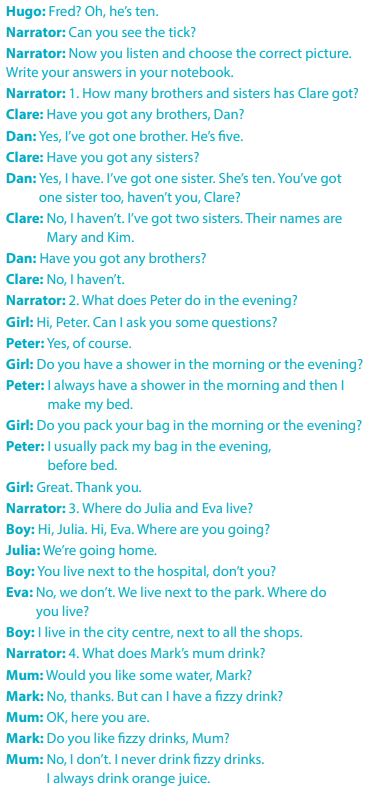 Hugo: Fred? Oh, he's ten.
Narrator: Can you see the tick?
Narrator: Now you listen and choose the correct picture.
Write your answers in your notebook.
Narrator: 1. How many brothers and sisters has Clare got?
Clare: Have you got any brothers, Dan?
Dan: Yes, I've got one brother. He's five.
Clare: Have you got any sisters?
Dan: Yes, I have. I've got one sister. She's ten. You've got
one sister too, haven't you, Clare?
Clare: No, I haven't. I've got two sisters. Their names are
Mary and Kim.
Dan: Have you got any brothers?
Clare: No, I haven't.
Narrator: 2. What does Peter do in the evening?
Girl: Hi, Peter. Can I ask you some questions?
Peter: Yes, of course.
Girl: Do you have a shower in the morning or the evening?
Peter: I always have a shower in the morning and then I
make my bed.
Girl: Do you pack your bag in the morning or the evening?
Peter: I usually pack my bag in the evening,
before bed.
Girl: Great. Thank you.
Narrator: 3. Where do Julia and Eva live?
Boy: Hi, Julia. Hi, Eva. Where are you going?
Julia: We're going home.
Boy: You live next to the hospital, don't you?
Eva: No, we don't. We live next to the park. Where do
you live?
Boy: I live in the city centre, next to all the shops.
Narrator: 4. What does Mark's mum drink?
Mum: Would you like some water, Mark?
Mark: No, thanks. But can I have a fizzy drink?
Mum: OK, here you are.
Mark: Do you like fizzy drinks, Mum?
Mum: No, I don't. I never drink fizzy drinks.
I always drink orange juice.